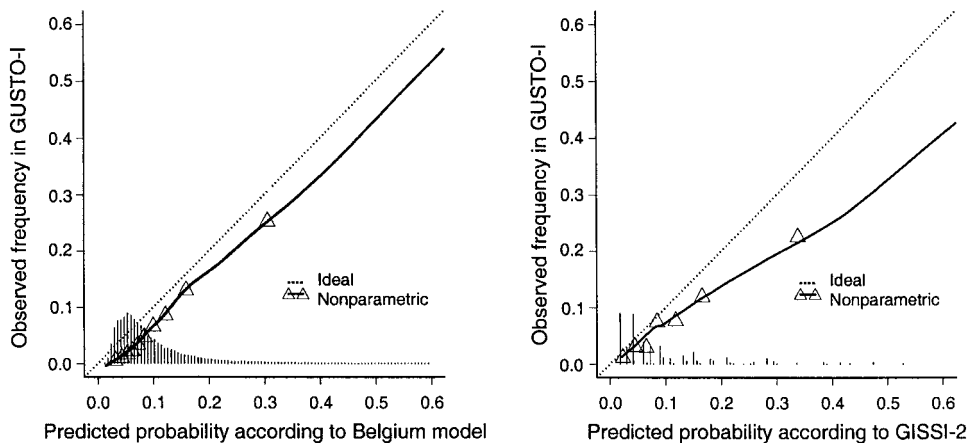 Observed frequency in GUSTO-I
0.6
0.5
0.4
0.3
0.2
0.1
0.0
Ideal
Nonparametric
0.0 0.1 0.2 0.3 0.4 0.5 0.6
Predicted probability according to Belgium model
Observed frequency in GUSTO-I
0.6
0.5
0.4
0.3
0.2
0.1
0.0
Ideal
Nonparametric
0.0 0.1 0.2 0.3 0.4 0.5 0.6
Predicted probability according to GISSI-2